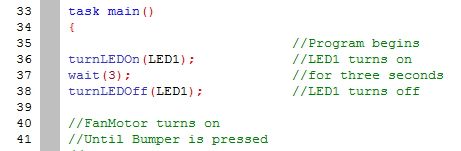 33 task main()
34 {
35 //Program begins
36 turnLEDOn(LED1); //LED1 turns on
37 wait(3); //for three seconds
38 turnLEDOff(LED1); //LED1 turns off
39
40 //FanMotor turns on
41 //Until Bumper is pressed